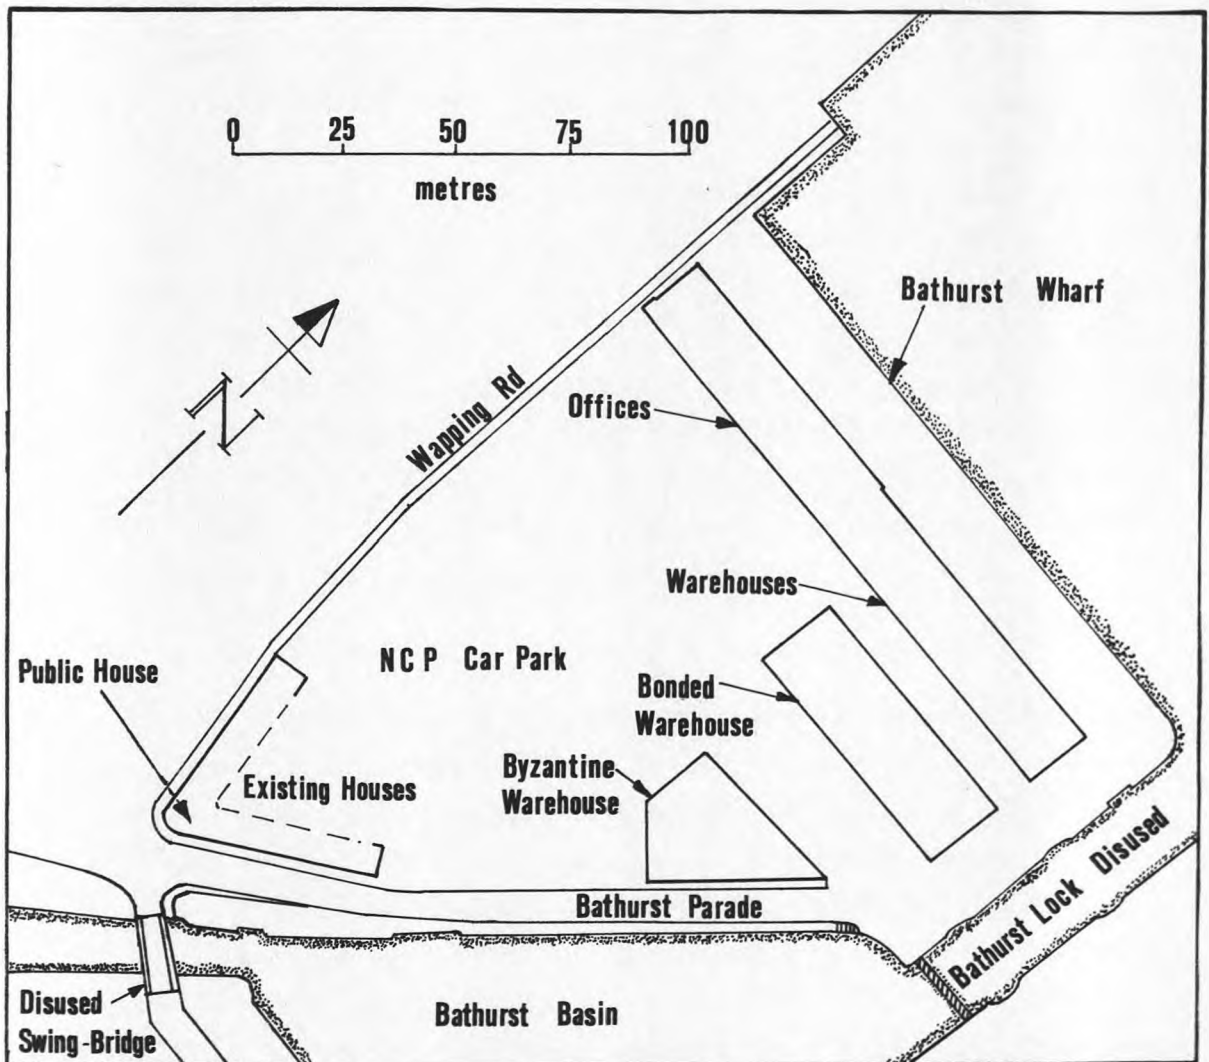 0 25 50 75 100
metres
Bathurst Wharf
N
Wapping Rd
Offices
Warehouses
Public House
NCP Car Park
Bonded
Warehouse
Byzantine
Warehouse
Existing Houses
Bathurst Lock Disused
Bathurst Parade
Disused
Swing-Bridge
Bathurst Basin